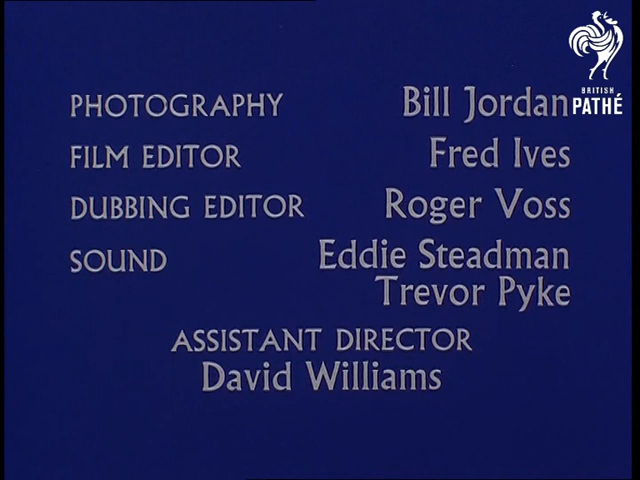 BRITISH
PATHÉ
PHOTOGRAPHY Bill Jordan
FILM EDITOR Fred Ives
DUBBING EDITOR Roger Voss
SOUND Eddie Steadman
Trevor Pyke
ASSISTANT DIRECTOR
David Williams